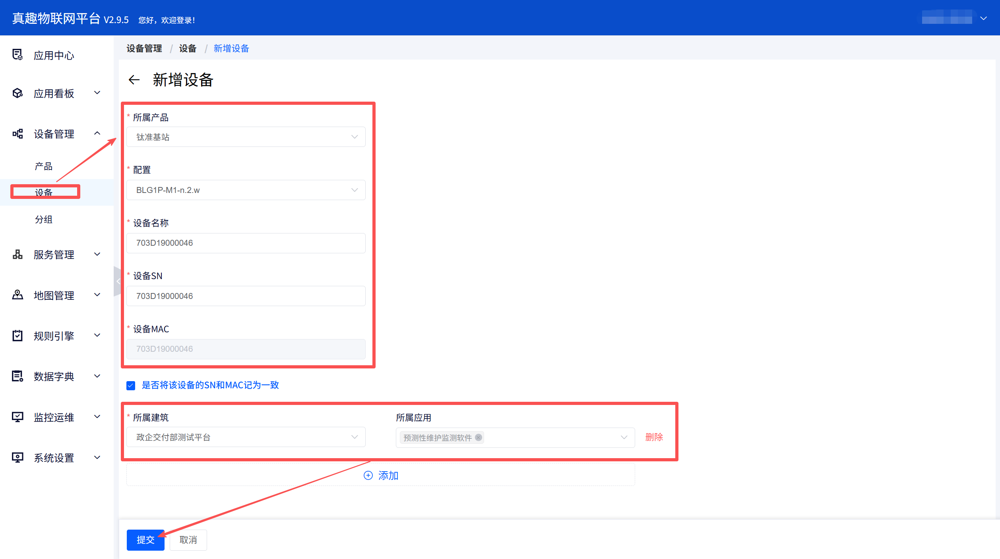 真趣物联网平台 V2.9.5 您好，欢迎登录！
应用中心
应用看板
设备管理
产品
设备
分组
服务管理
地图管理
规则引擎
数据字典
监控运维
系统设置
设备管理 / 设备 / 新增设备
新增设备
* 所属产品
钛准基站
* 配置
BLG1P-M1-n.2.w
* 设备名称
703D19000046
* 设备SN
703D19000046
* 设备MAC
703D19000046
是否将该设备的SN和MAC记为一致
* 所属建筑 所属应用
政企交付部测试平台 预测性维护监测软件 删除
添加
提交 取消